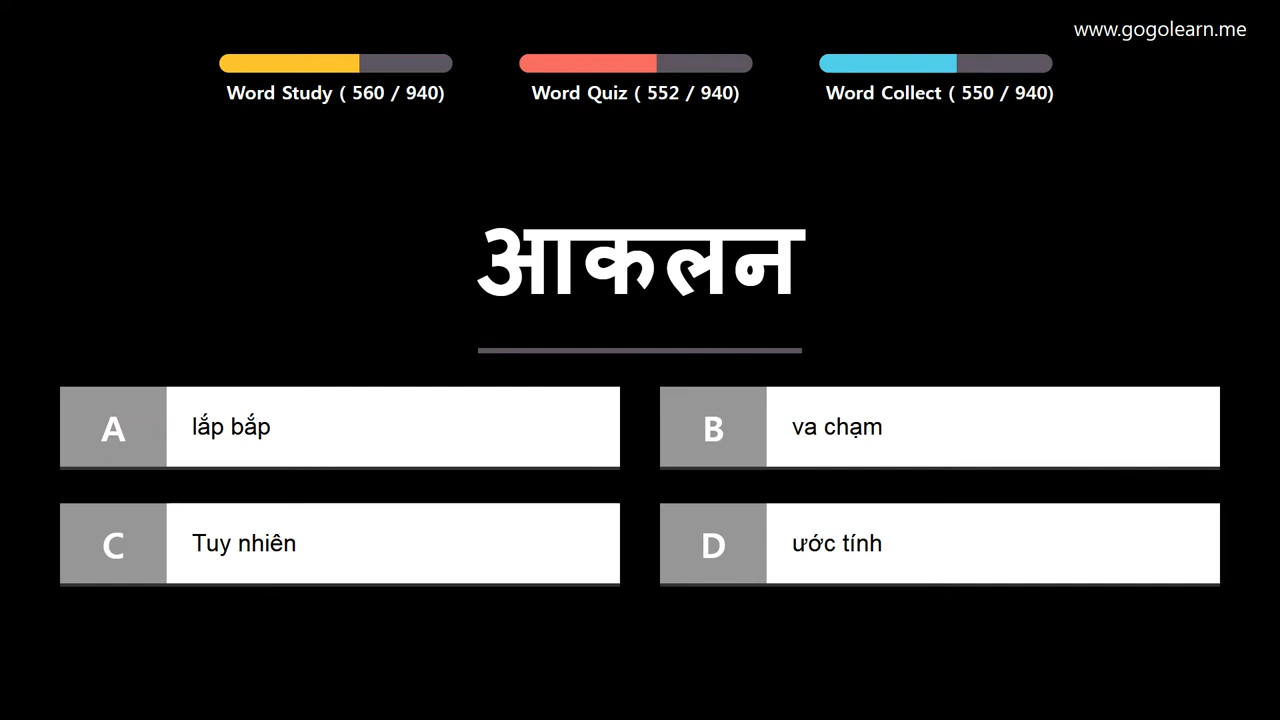 www.gogolearn.me
Word Study ( 560 / 940)
Word Quiz ( 552 / 940)
Word Collect ( 550 / 940)
आकलन
A
lắp bắp
B
va chạm
C
Tuy nhiên
D
ước tính